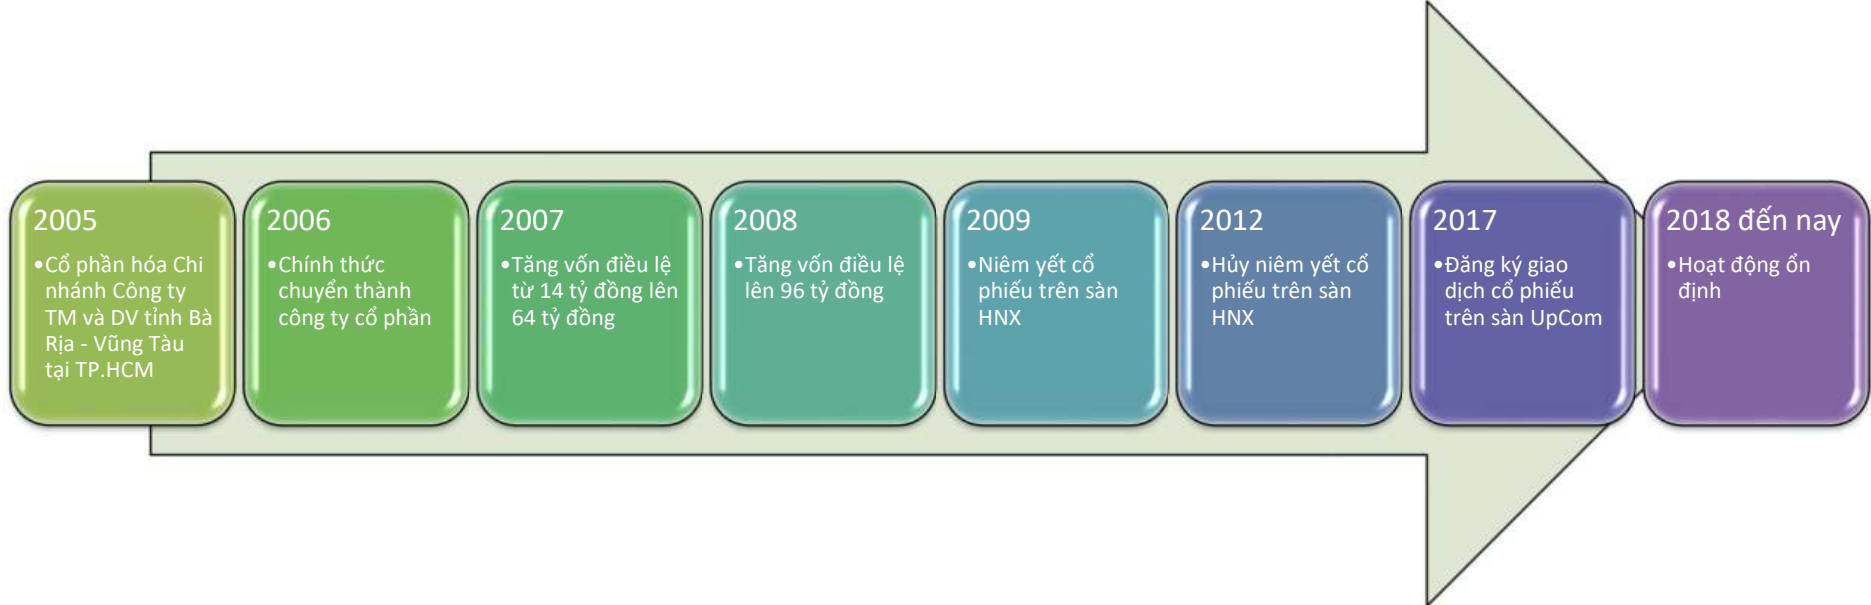 2005
•Cổ phần hóa Chi
nhánh Công ty
TM và DV tỉnh Bà
Rịa - Vũng Tàu
tại TP.HCM
2006
•Chính thức
chuyển thành
công ty cổ phần
2007
•Tăng vốn điều lệ
từ 14 tỷ đồng lên
64 tỷ đồng
2008
•Tăng vốn điều lệ
lên 96 tỷ đồng
2009
•Niêm yết cổ
phiếu trên sàn
HNX
2012
•Hủy niêm yết cổ
phiếu trên sàn
HNX
2017
•Đăng ký giao
dịch cổ phiếu
trên sàn UpCom
2018 đến nay
•Hoạt động ổn
định